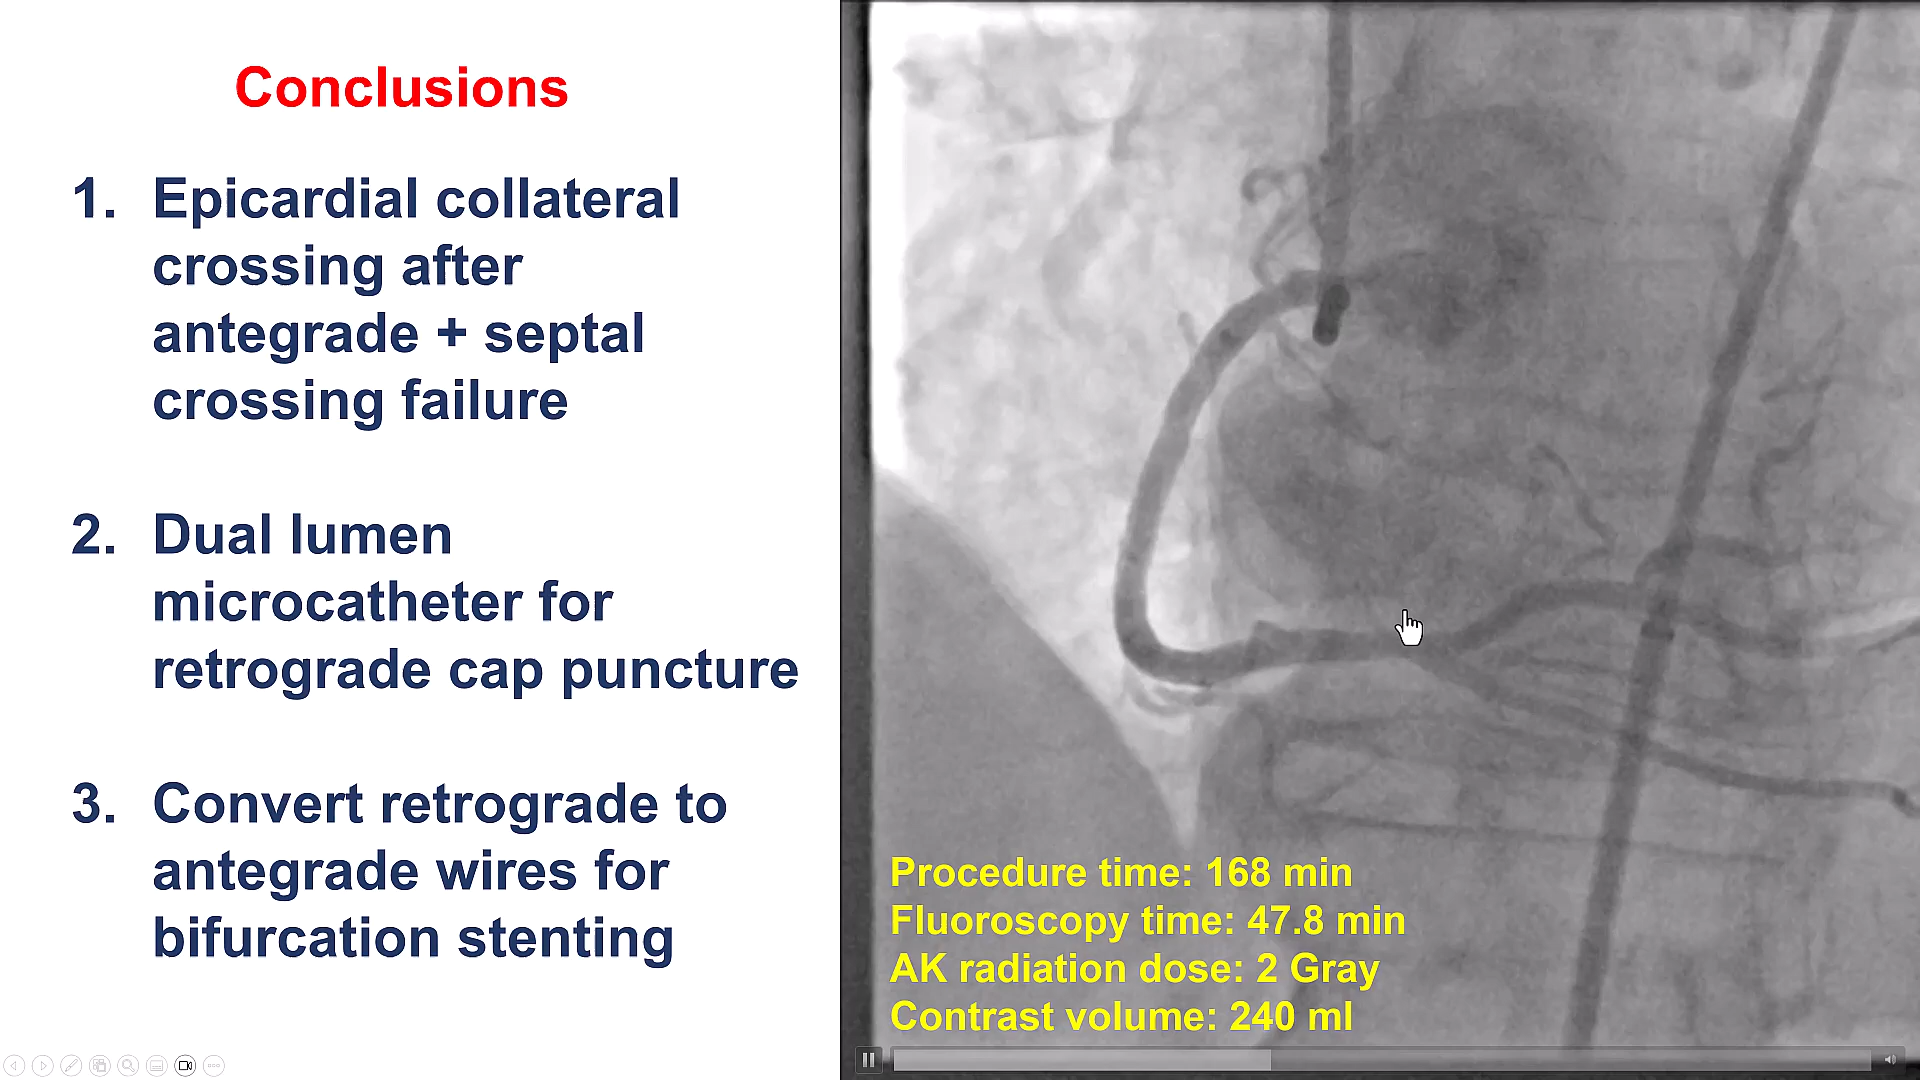 Conclusions
1. Epicardial collateral
crossing after
antegrade + septal
crossing failure
2. Dual lumen
microcatheter for
retrograde cap puncture
3. Convert retrograde to
antegrade wires for
bifurcation stenting
Procedure time: 168 min
Fluoroscopy time: 47.8 min
AK radiation dose: 2 Gray
Contrast volume: 240 ml